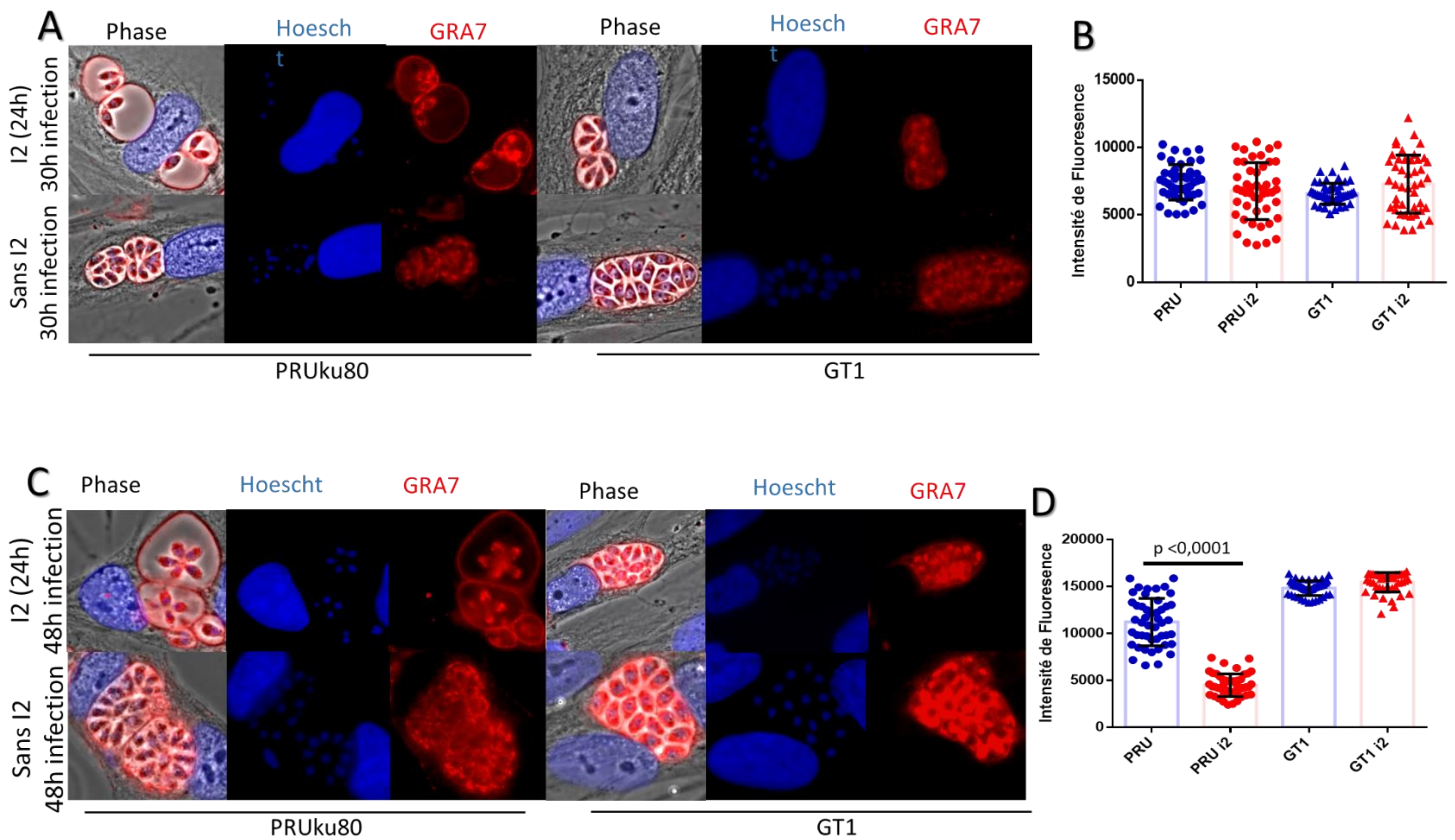 A
Phase
Hoesch
t
GRA7
Phase
Hoesch
t
GRA7
I2 (24h)
30h infection
Sans I2
30h infection
PRUku80
GT1
B
Intensité de Fluoresence
15000
10000
5000
0
PRU
PRU i2
GT1
GT1 i2
C
Phase
Hoescht
GRA7
Phase
Hoescht
GRA7
I2 (24h)
48h infection
Sans I2
48h infection
PRUku80
GT1
D
Intensité de Fluoresence
20000
15000
10000
5000
0
p <0,0001
PRU
PRU i2
GT1
GT1 i2